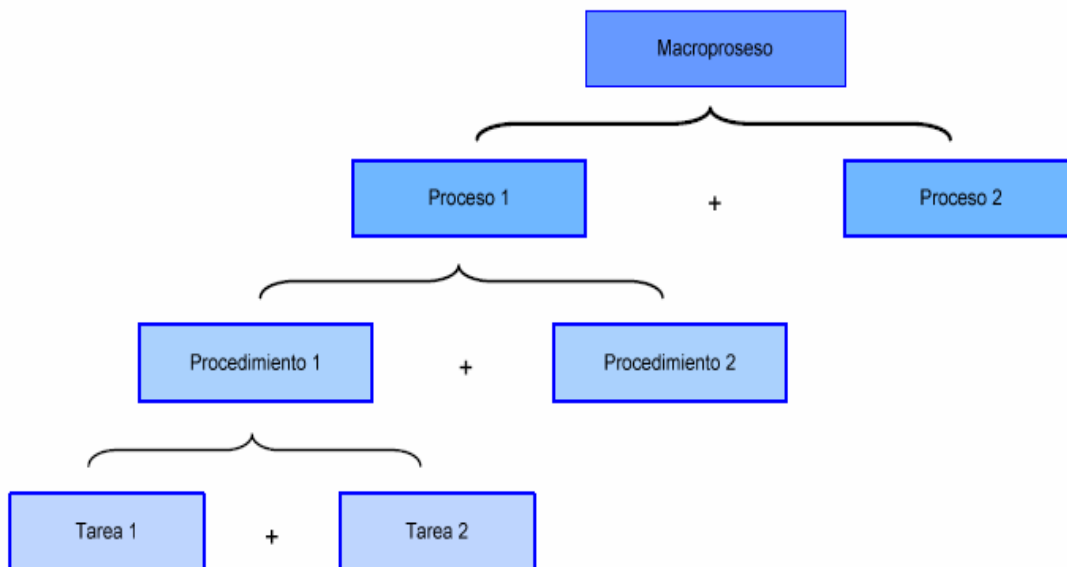 Macroproseso
Proceso 1
+
Proceso 2
Procedimiento 1
+
Procedimiento 2
Tarea 1
+
Tarea 2